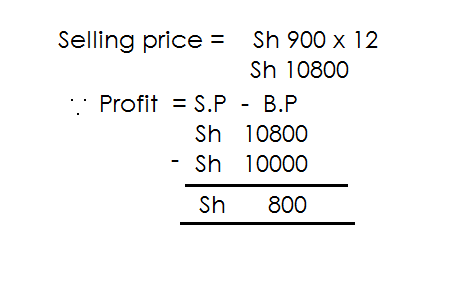 Selling price = Sh 900 x 12
Sh 10800
∵ Profit = S.P - B.P
Sh 10800
- Sh 10000
Sh 800